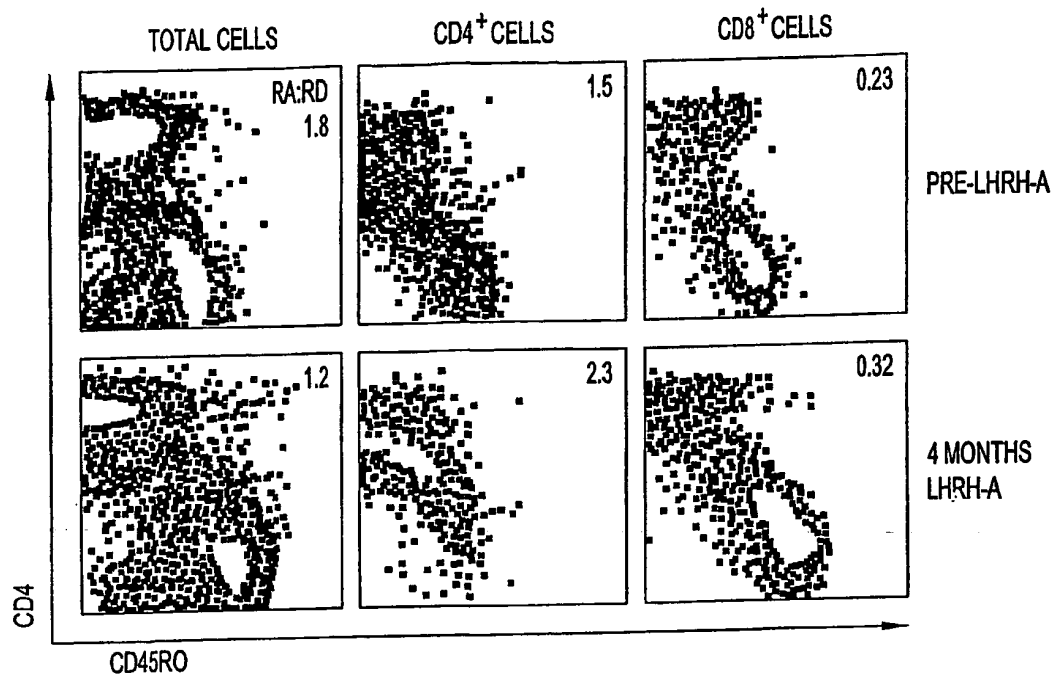 TOTAL CELLS
CD4+ CELLS
CD8+ CELLS
RA:RD
1.8
1.5
0.23
PRE-LHRH-A
1.2
2.3
0.32
4 MONTHS
LHRH-A
CD4
CD45RO